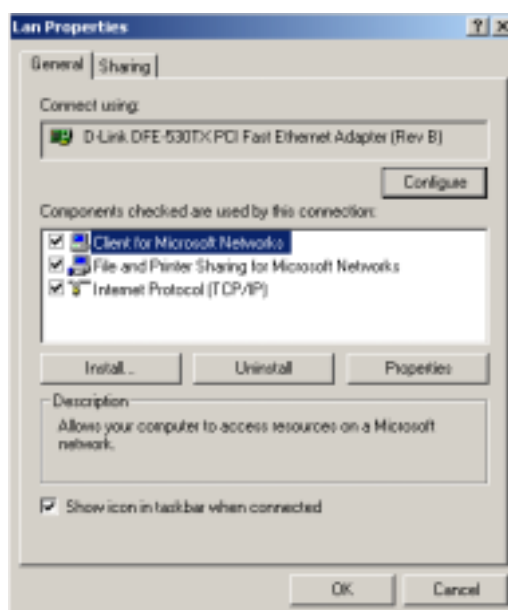 Lan Properties
General
Sharing
Connect using:
D-Link DFE-530TX PCI Fast Ethernet Adapter (Rev B)
Configure
Components checked are used by this connection:
Client for Microsoft Networks
File and Printer Sharing for Microsoft Networks
Internet Protocol (TCP/IP)
Install...
Uninstall
Properties
Description
Allows your computer to access resources on a Microsoft
network.
Show icon in taskbar when connected
OK
Cancel